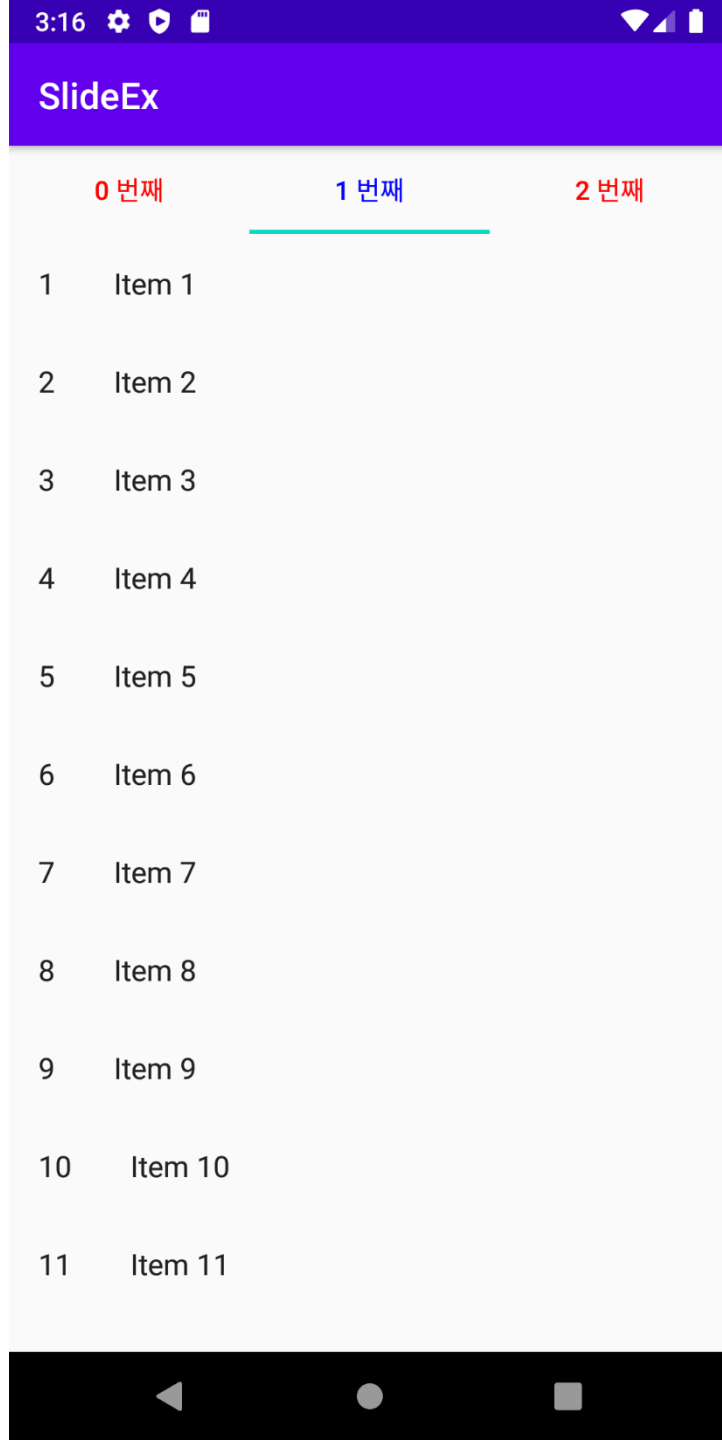 3:16
SlideEx
0 번째 1 번째 2 번째
1 Item 1
2 Item 2
3 Item 3
4 Item 4
5 Item 5
6 Item 6
7 Item 7
8 Item 8
9 Item 9
10 Item 10
11 Item 11